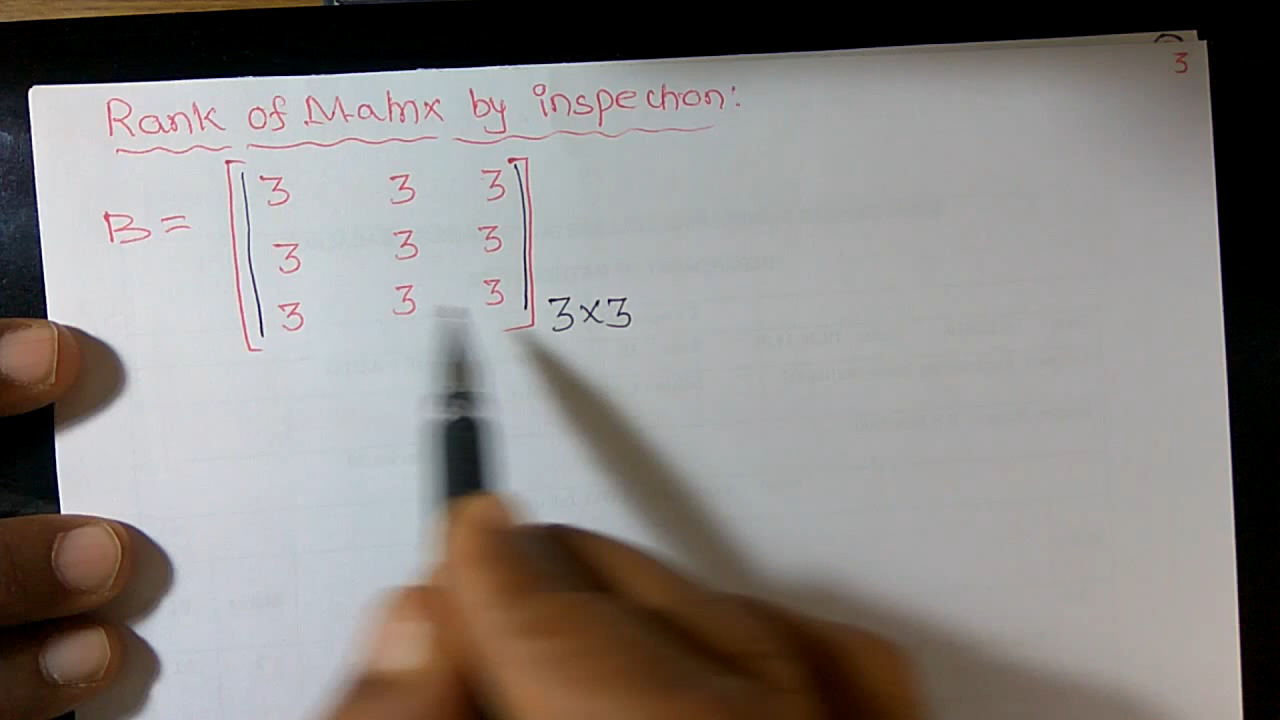 3
Rank of Matrix by inspection:
B = [ 3 3 3
3 3 3
3 3 3 ] 3×3